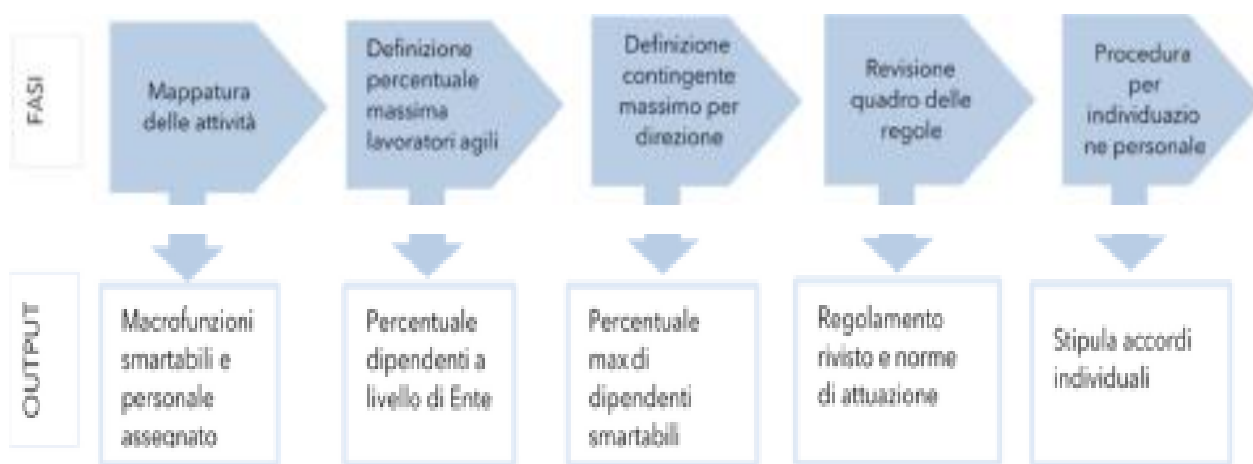 FASI
Mappatura
delle attività
Definizione
percentuale
massima
lavoratori agili
Definizione
contingente
massimo per
direzione
Revisione
quadro delle
regole
Procedura
per
individuazio
ne personale
OUTPUT
Macrofunzioni
smartabili e
personale
assegnato
Percentuale
dipendenti a
livello di Ente
Percentuale
max di
dipendenti
smartabili
Regolamento
rivisto e norme
di attuazione
Stipula accordi
individuali